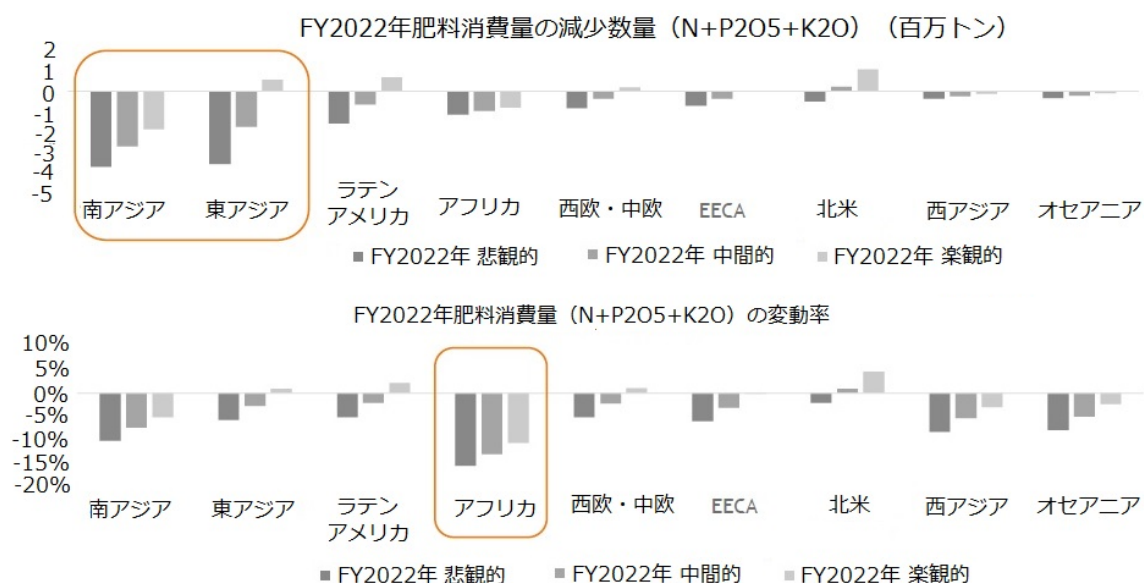 FY2022年肥料消費量の減少数量（N+P2O5+K2O）（百万トン）
2
1
0
-1
-2
-3
-4
-5
南アジア
東アジア
ラテン
アメリカ
アフリカ
西欧・中欧
EECA
北米
西アジア
オセアニア
FY2022年 悲観的
FY2022年 中間的
FY2022年 楽観的
FY2022年肥料消費量（N+P2O5+K2O）の変動率
10%
5%
0%
-5%
-10%
-15%
-20%
南アジア
東アジア
ラテン
アメリカ
アフリカ
西欧・中欧
EECA
北米
西アジア
オセアニア
FY2022年 悲観的
FY2022年 中間的
FY2022年 楽観的